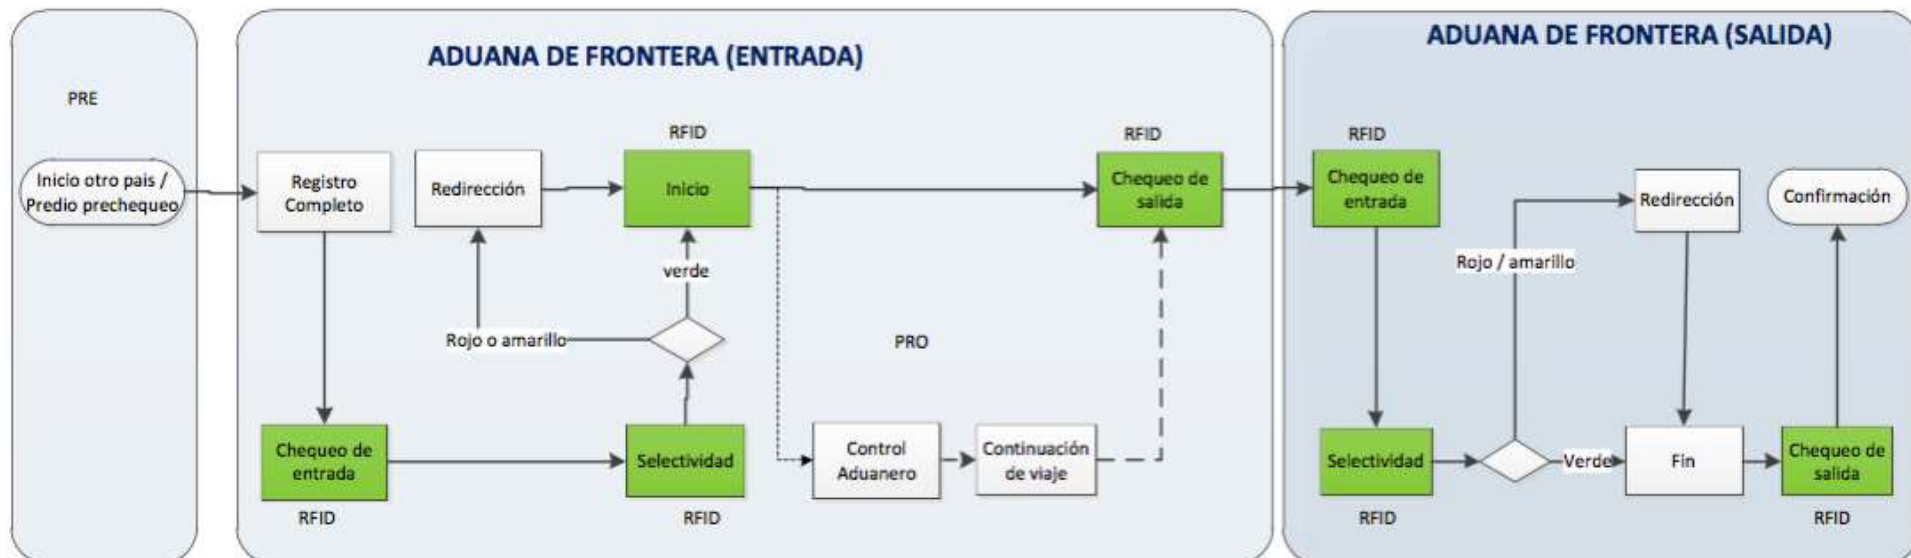 PRE
Inicio otro pais /
Predio prechequeo
ADUANA DE FRONTERA (ENTRADA)
Registro
Completo
Redirección
RFID
Inicio
RFID
Chequeo de
salida
verde
Rojo o amarillo
PRO
Chequeo de
entrada
RFID
Selectividad
RFID
Control
Aduanero
Continuación
de viaje
ADUANA DE FRONTERA (SALIDA)
RFID
Chequeo de
entrada
Redirección
Confirmación
Rojo / amarillo
Selectividad
RFID
Verde
Fin
Chequeo de
salida
RFID